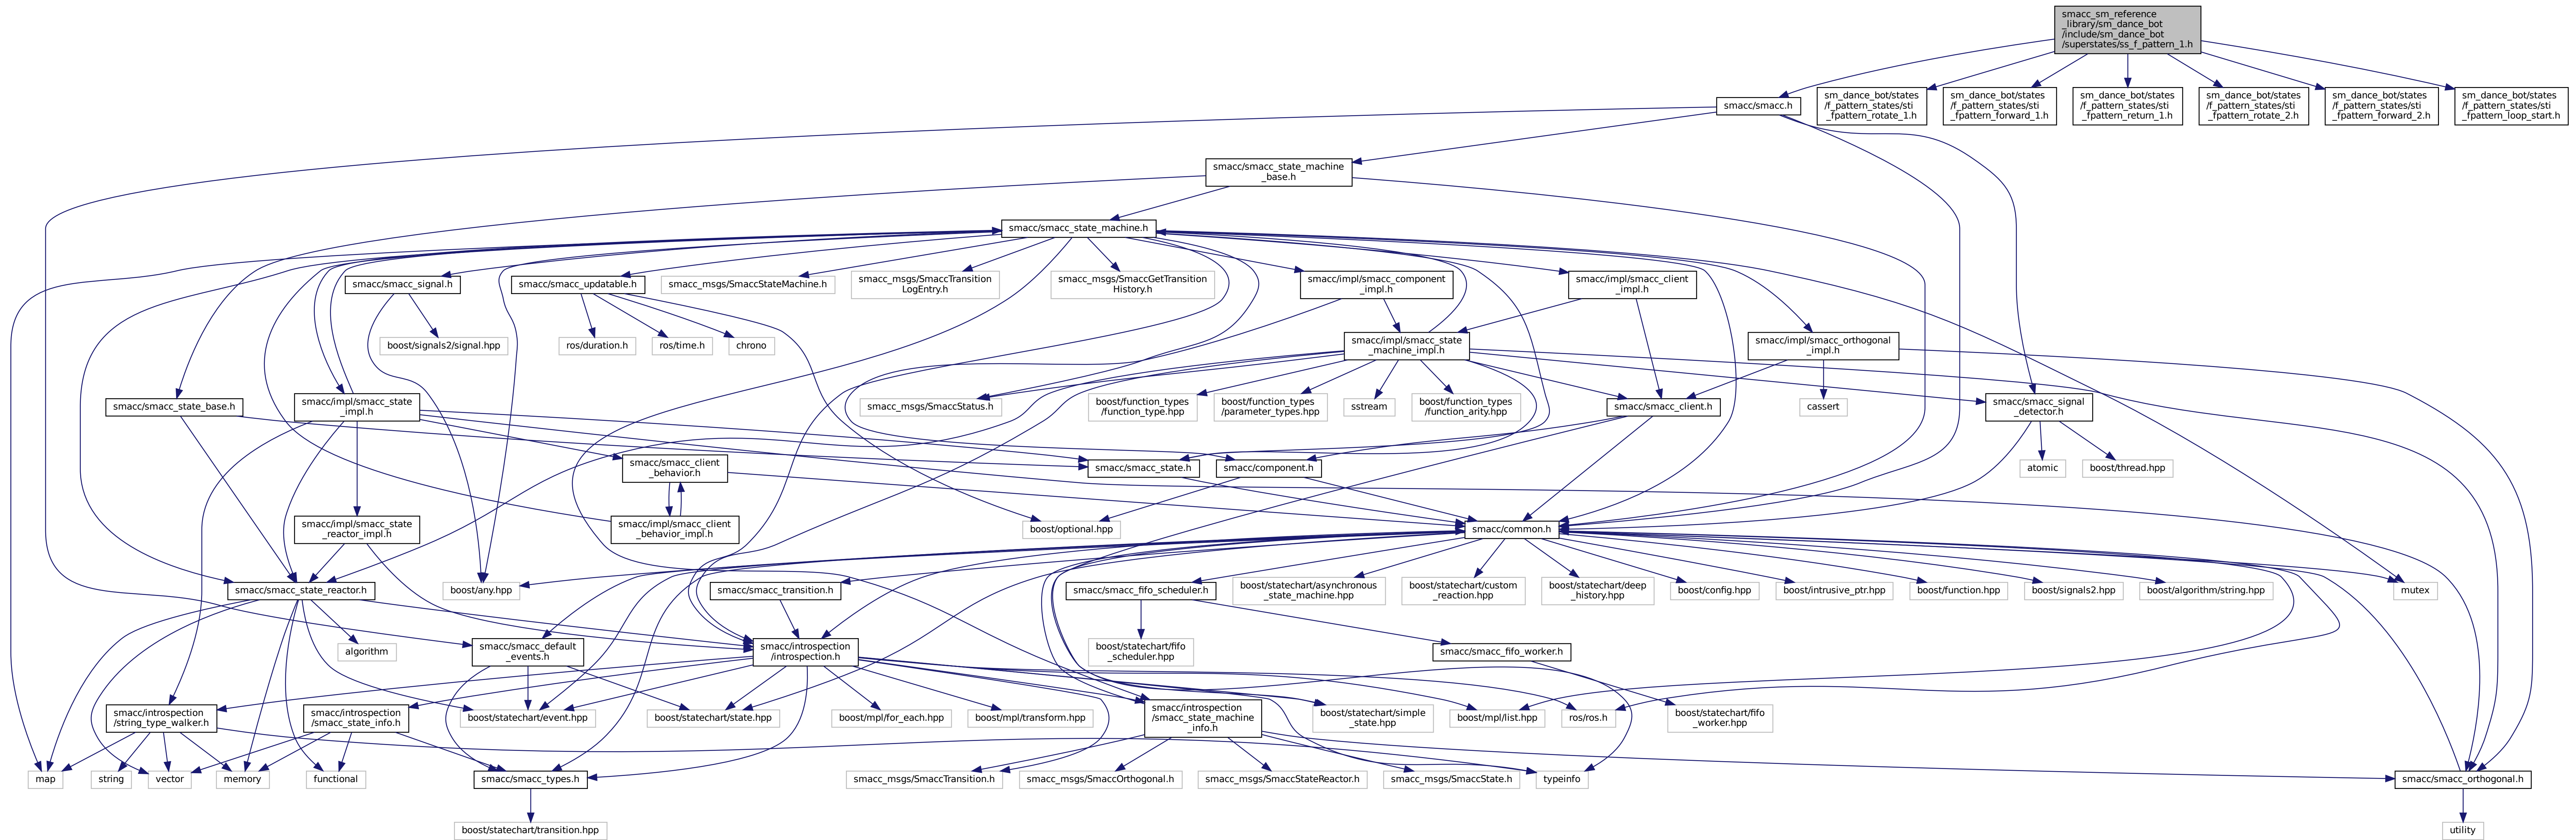 smacc_sm_reference
_library/sm_dance_bot
/include/sm_dance_bot
/superstates/ss_f_pattern_1.h
smacc/smacc.h
sm_dance_bot/states
/f_pattern_states/sti
_fpattern_rotate_1.h
sm_dance_bot/states
/f_pattern_states/sti
_fpattern_forward_1.h
sm_dance_bot/states
/f_pattern_states/sti
_fpattern_return_1.h
sm_dance_bot/states
/f_pattern_states/sti
_fpattern_rotate_2.h
sm_dance_bot/states
/f_pattern_states/sti
_fpattern_forward_2.h
sm_dance_bot/states
/f_pattern_states/sti
_fpattern_loop_start.h
smacc/smacc_state_machine
_base.h
smacc/smacc_state_machine.h
smacc/smacc_signal.h
smacc/smacc_updatable.h
smacc_msgs/SmaccStateMachine.h
smacc_msgs/SmaccTransition
LogEntry.h
smacc_msgs/SmaccGetTransition
History.h
smacc/impl/smacc_component
_impl.h
smacc/impl/smacc_client
_impl.h
boost/signals2/signal.hpp
ros/duration.h
ros/time.h
chrono
smacc/impl/smacc_state
_machine_impl.h
smacc/impl/smacc_orthogonal
_impl.h
smacc/smacc_state_base.h
smacc/impl/smacc_state
_impl.h
smacc_msgs/SmaccStatus.h
boost/function_types
/function_type.hpp
boost/function_types
/parameter_types.hpp
sstream
boost/function_types
/function_arity.hpp
smacc/smacc_client.h
cassert
smacc/smacc_signal
_detector.h
smacc/smacc_client
_behavior.h
smacc/smacc_state.h
smacc/component.h
atomic
boost/thread.hpp
smacc/impl/smacc_state
_reactor_impl.h
smacc/impl/smacc_client
_behavior_impl.h
boost/optional.hpp
smacc/common.h
smacc/smacc_state_reactor.h
boost/any.hpp
smacc/smacc_transition.h
smacc/smacc_fifo_scheduler.h
boost/statechart/asynchronous
_state_machine.hpp
boost/statechart/custom
_reaction.hpp
boost/statechart/deep
_history.hpp
boost/config.hpp
boost/intrusive_ptr.hpp
boost/function.hpp
boost/signals2.hpp
boost/algorithm/string.hpp
mutex
algorithm
smacc/smacc_default
_events.h
smacc/introspection
/introspection.h
boost/statechart/fifo
_scheduler.hpp
smacc/smacc_fifo_worker.h
smacc/introspection
/string_type_walker.h
smacc/introspection
/smacc_state_info.h
boost/statechart/event.hpp
boost/statechart/state.hpp
boost/mpl/for_each.hpp
boost/mpl/transform.hpp
smacc/introspection
/smacc_state_machine
_info.h
boost/statechart/simple
_state.hpp
boost/mpl/list.hpp
ros/ros.h
boost/statechart/fifo
_worker.hpp
map
string
vector
memory
functional
smacc/smacc_types.h
smacc_msgs/SmaccTransition.h
smacc_msgs/SmaccOrthogonal.h
smacc_msgs/SmaccStateReactor.h
smacc_msgs/SmaccState.h
typeinfo
smacc/smacc_orthogonal.h
boost/statechart/transition.hpp
utility